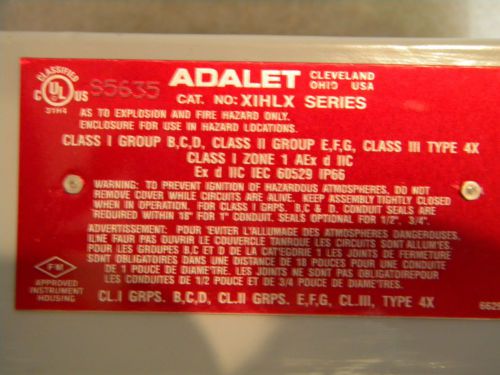 CLASSIFIED
C UL US
31H4
S5635
ADALET CLEVELAND
OHIO USA
CAT. NO: XIHLX SERIES
AS TO EXPLOSION AND FIRE HAZARD ONLY.
ENCLOSURE FOR USE IN HAZARD LOCATIONS.
CLASS I GROUP B,C,D, CLASS II GROUP E,F,G, CLASS III TYPE 4X
CLASS I ZONE 1 AEx d IIC
Ex d IIC IEC 60529 IP66
WARNING: TO PREVENT IGNITION OF HAZARDOUS ATMOSPHERES, DO NOT
REMOVE COVER WHILE CIRCUITS ARE ALIVE. KEEP ASSEMBLY TIGHTLY CLOSED
WHEN IN OPERATION. FOR CLASS I GRPS. B,C & D. CONDUIT SEALS ARE
REQUIRED WITHIN 18" FOR 1" CONDUIT. SEALS OPTIONAL FOR 1/2", 3/4".
ADVERTISSEMENT: POUR 'EVITER L'ALLUMAGE DES ATMOSPHERES DANGEROUSES,
ILNE FAUR PAS OUVRIR LE COUVERCLE TANROUE LES CIRCUITS SONT ALLUM'ES.
POUR LES GROUPES B.C ET D DE LA CATEGORIE 1 LES JOINTS DE FERMETURE
SONT OBLIGATOIRES DANS UNE DISTANCE DE 18 POUCES POUR UNE CONDUITE
DE 1 POUCE DE DIAME'TRE. LES JOINTS NE SONT PAS OBLIGATOIREPOUR
LES CONDUITES DE 1/2 POUCE ET DE 3/4 POUCE DE DIAME'TRES.
FM
APPROVED
INSTRUMENT
HOUSING
CL.I GRPS. B,C,D, CL.II GRPS. E,F,G, CL.III, TYPE 4X